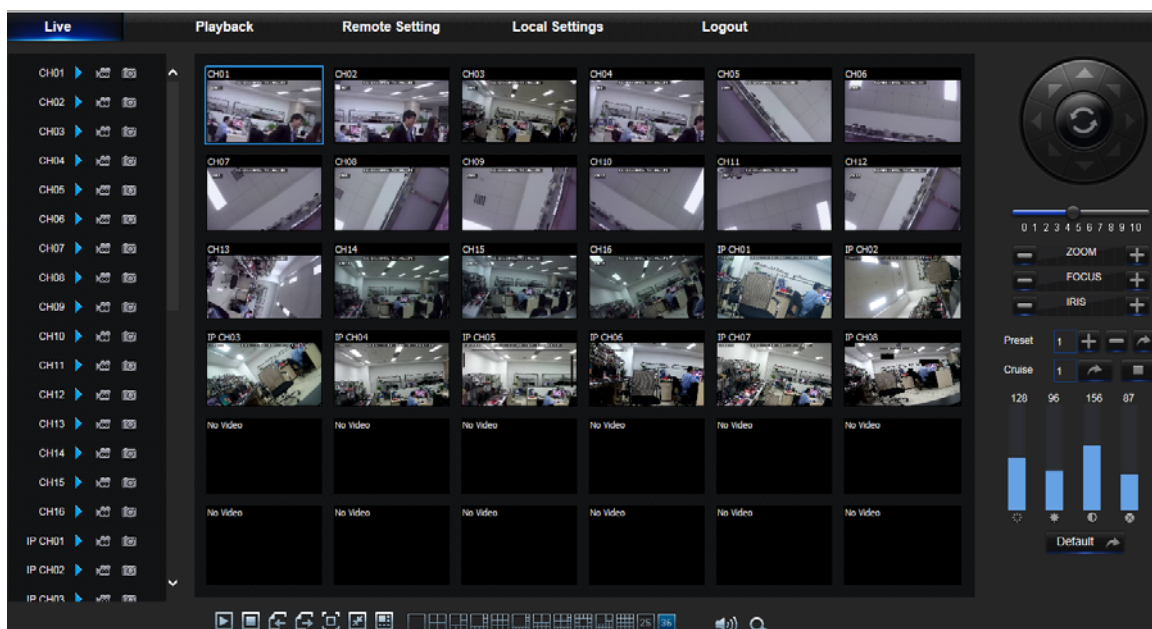 Live Playback Remote Setting Local Settings Logout
CH01
CH02
CH03
CH04
CH05
CH06
CH07
CH08
CH09
CH10
CH11
CH12
CH13
CH14
CH15
CH16
IP CH01
IP CH02
IP CH03
CH01 CH02 CH03 CH04 CH05 CH06
CH07 CH08 CH09 CH10 CH11 CH12
CH13 CH14 CH15 CH16 IP CH01 IP CH02
IP CH03 IP CH04 IP CH05 IP CH06 IP CH07 IP CH08
No Video No Video No Video No Video No Video No Video
No Video No Video No Video No Video No Video No Video
25 36
0 1 2 3 4 5 6 7 8 9 10
ZOOM
FOCUS
IRIS
Preset 1
Cruise 1
128 96 156 87
Default